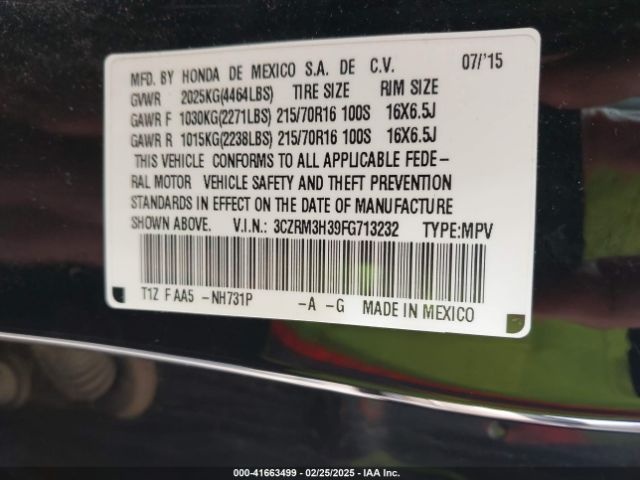 MFD. BY HONDA DE MEXICO S.A. DE C.V. 07/'15
GVWR 2025KG(4464LBS) TIRE SIZE RIM SIZE
GAWR F 1030KG(2271LBS) 215/70R16 100S 16X6.5J
GAWR R 1015KG(2238LBS) 215/70R16 100S 16X6.5J
THIS VEHICLE CONFORMS TO ALL APPLICABLE FEDE-
RAL MOTOR VEHICLE SAFETY AND THEFT PREVENTION
STANDARDS IN EFFECT ON THE DATE OF MANUFACTURE
SHOWN ABOVE. V.I.N.: 3CZRM3H39FG713232 TYPE:MPV
T1Z F AA5 -NH731P -A -G MADE IN MEXICO
000-41663499 - 02/25/2025 - IAA Inc.